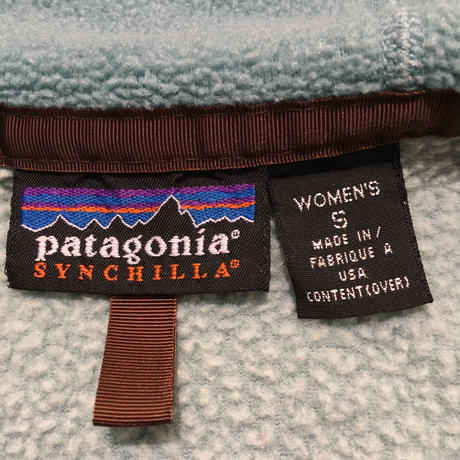 patagonia®
SYNCHILLA®
WOMEN'S
S
MADE IN/
FABRIQUE A
USA
CONTENT(OVER)